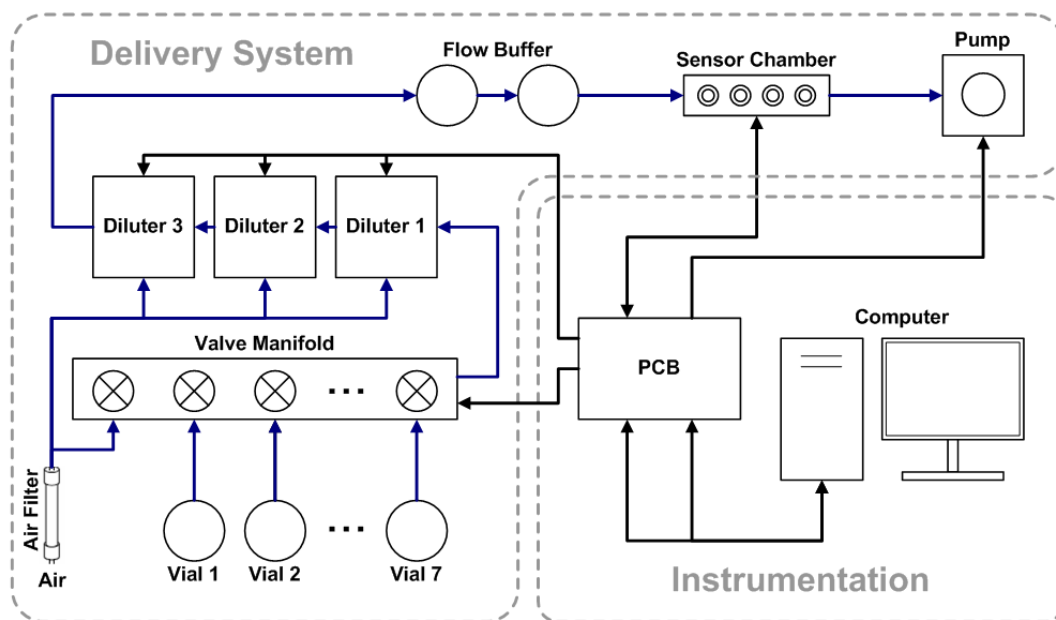 Delivery System
Flow Buffer
Sensor Chamber
Pump
Diluter 3
Diluter 2
Diluter 1
Valve Manifold
...
PCB
Computer
Air Filter
Air
Vial 1
Vial 2
...
Vial 7
Instrumentation